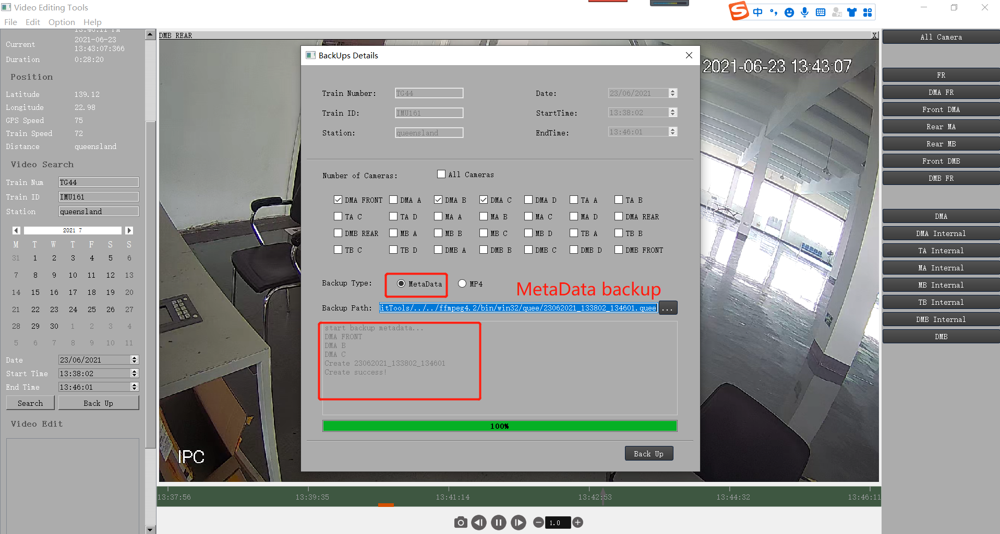 Video Editing Tools
File Edit Option Help
中
Current 2021-06-23 13:43:07:366
Duration 0:28:20
Position
Latitude 139.12
Longitude 22.98
GPS Speed 75
Train Speed 72
Distance queensland
Video Search
Train Num TG44
Train ID IMU161
Station queensland
2021 7
M T W T F S S
31 1 2 3 4 5 6
7 8 9 10 11 12 13
14 15 16 17 18 19 20
21 22 23 24 25 26 27
28 29 30 1 2 3 4
5 6 7 8 9 10 11
Date 23/06/2021
Start Time 13:38:02
End Time 13:46:01
Search Back Up
Video Edit
DMB REAR X
2021-06-23 13:43:07
IPC
BackUps Details
Train Number: TG44 Date: 23/06/2021
Train ID: IMU161 StartTime: 13:38:02
Station: queensland EndTime: 13:46:01
Number of Cameras: All Cameras
DMA FRONT DMA A DMA B DMA C DMA D TA A TA B
TA C TA D MA A MA B MA C MA D DMA REAR
DMB REAR MB A MB B MB C MB D TB A TB B
TB C TB D DMB A DMB B DMB C DMB D DMB FRONT
Backup Type: MetaData MP4 MetaData backup
Backup Path: itTools/../../ffmpeg4.2/bin/win32/quee/23062021_133802_134601.quee ...
start backup metadata...
DMA FRONT
DMA B
DMA C
Create 23062021_133802_134601
Create success!
100%
Back Up
13:37:56 13:39:35 13:41:14 13:42:53 13:44:32 13:46:11
1.0
All Camera
FR
DMA FR
Front DMA
Rear MA
Rear MB
Front DMB
DMB FR
DMA
DMA Internal
TA Internal
MA Internal
MB Internal
TB Internal
DMB Internal
DMB